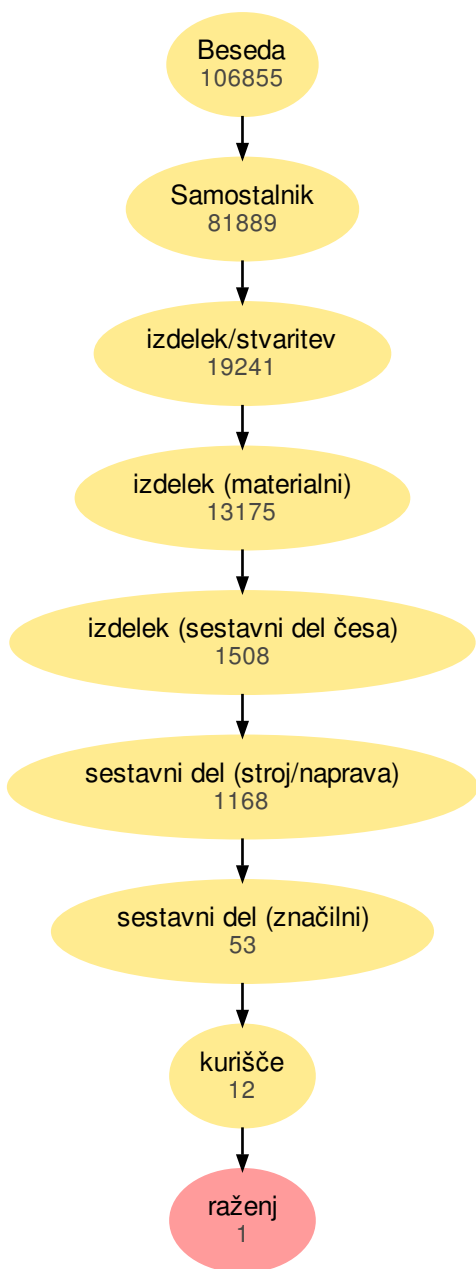 Beseda
106855
Samostalnik
81889
izdelek/stvaritev
19241
izdelek (materialni)
13175
izdelek (sestavni del česa)
1508
sestavni del (stroj/naprava)
1168
sestavni del (značilni)
53
kurišče
12
raženj
1